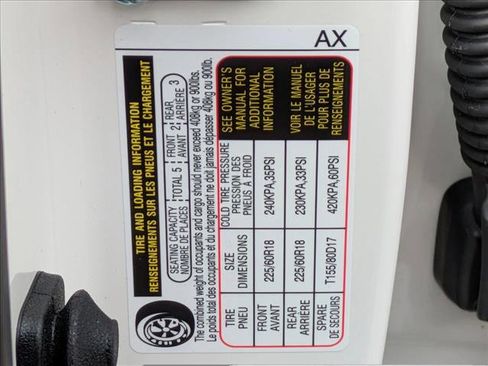 AX
TIRE AND LOADING INFORMATION
RENSEIGNEMENTS SUR LES PNEUS ET LE CHARGEMENT
SEATING CAPACITY TOTAL 5 FRONT 2 REAR 3
NOMBRE DE PLACES AVANT ARRIÈRE
The combined weight of occupants and cargo should never exceed 408kg or 900lbs.
Le poids total des occupants et du chargement ne doit jamais dépasser 408kg ou 900lb.
TIRE
PNEU
SIZE
DIMENSIONS
COLD TIRE PRESSURE
PRESSION DES
PNEUS À FROID
SEE OWNER'S
MANUAL FOR
ADDITIONAL
INFORMATION
VOIR LE MANUEL
DE L'USAGER
POUR PLUS DE
RENSEIGNEMENTS
FRONT
AVANT
225/60R18
240KPA,35PSI
REAR
ARRIÈRE
225/60R18
230KPA,33PSI
SPARE
DE SECOURS
T155/80D17
420KPA,60PSI